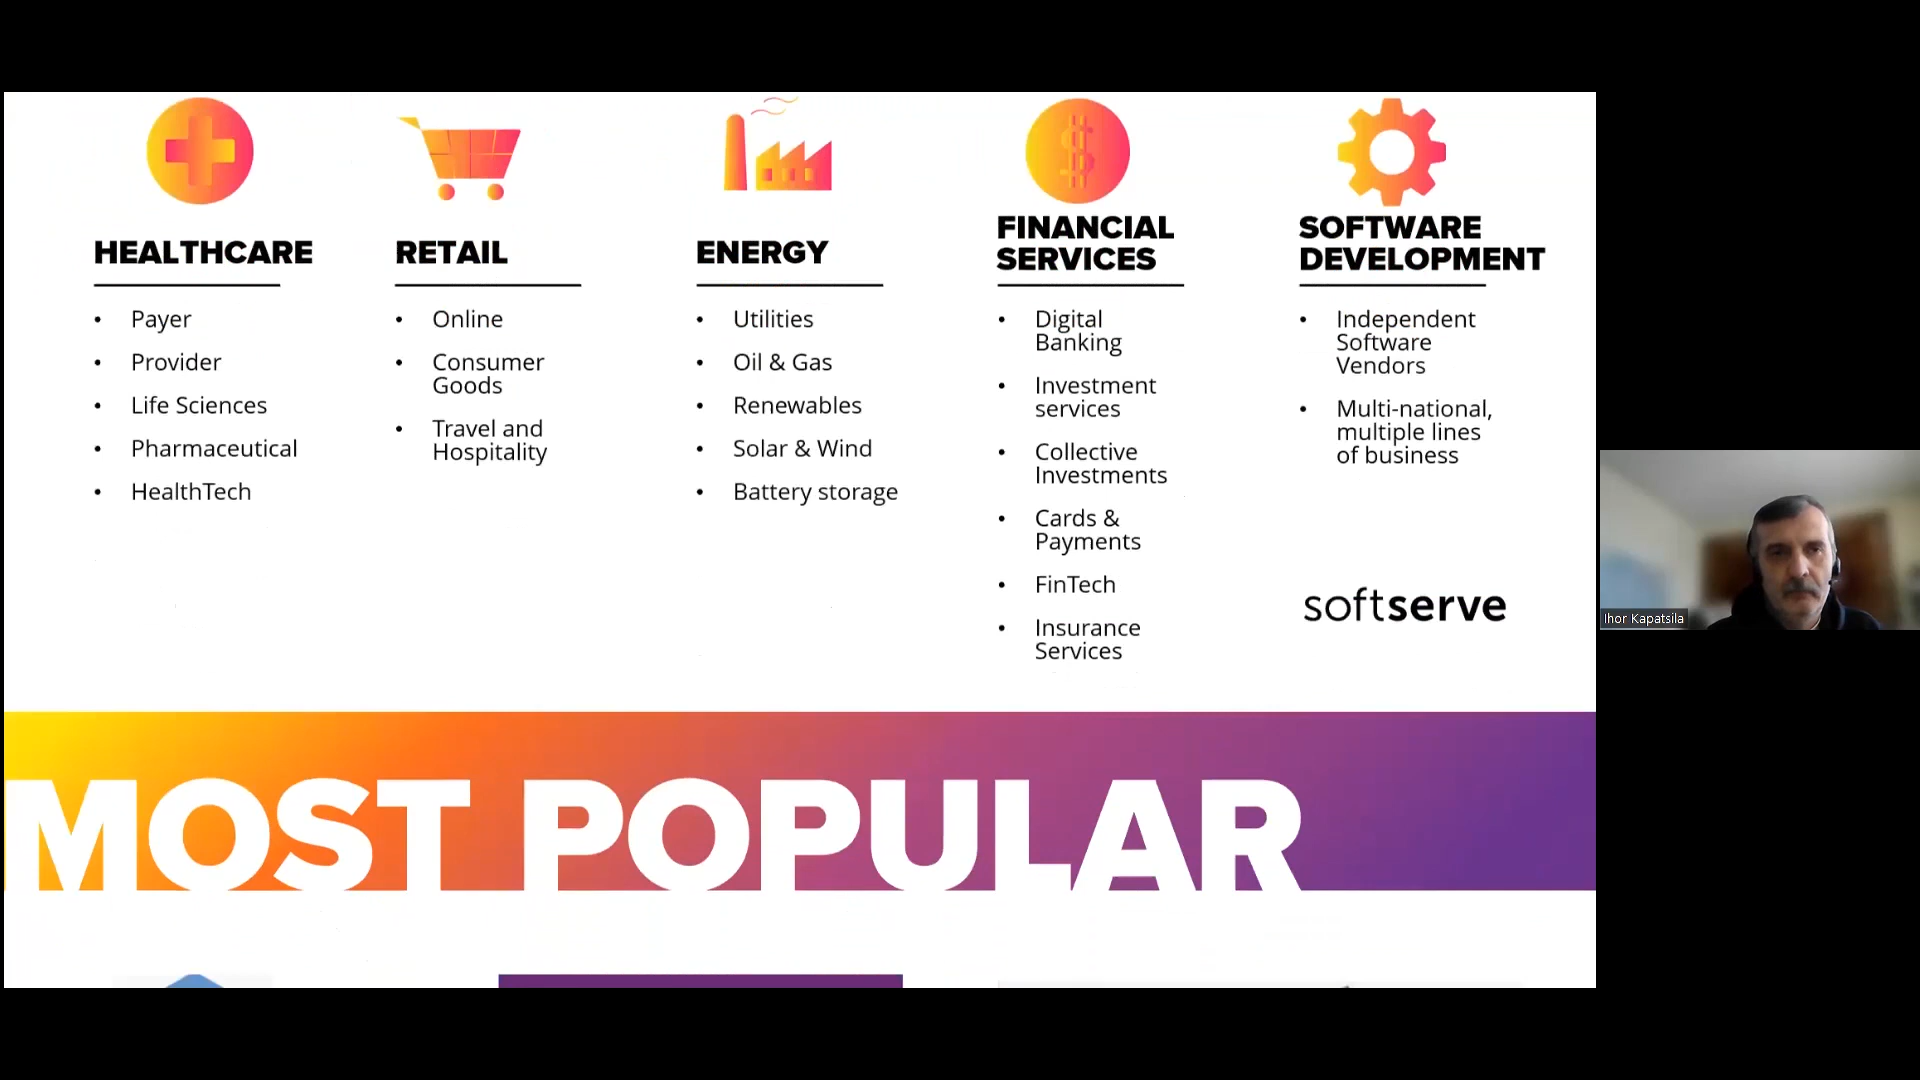 HEALTHCARE
• Payer
• Provider
• Life Sciences
• Pharmaceutical
• HealthTech
RETAIL
• Online
• Consumer
Goods
• Travel and
Hospitality
ENERGY
• Utilities
• Oil & Gas
• Renewables
• Solar & Wind
• Battery storage
$
FINANCIAL
SERVICES
• Digital
Banking
• Investment
services
• Collective
Investments
• Cards &
Payments
• FinTech
• Insurance
Services
SOFTWARE
DEVELOPMENT
• Independent
Software
Vendors
• Multi-national,
multiple lines
of business
softserve
Ihor Kapatsila
MOST POPULAR